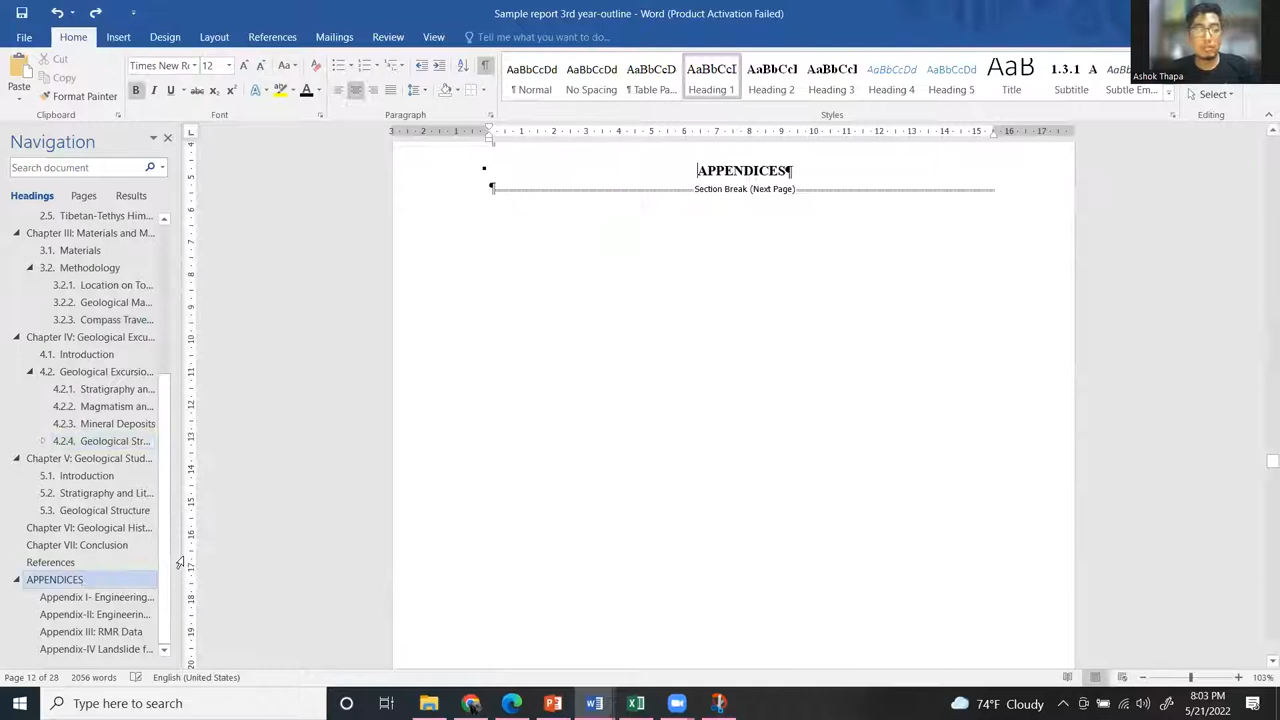 Sample report 3rd year-outline - Word (Product Activation Failed)
File
Home
Insert
Design
Layout
References
Mailings
Review
View
Tell me what you want to do...
Ashok Thapa
Paste
Cut
Copy
Format Painter
Clipboard
Times New Ro
12
Font
Paragraph
AaBbCcDd
AaBbCcDd
AaBbCcD
AaBbCcI
AaBbCcI
AaBbCcI
AaBbCcDd
AaBbCcDd
AaB
1.3.1 A
¶ Normal
No Spacing
¶ Table Pa...
Heading 1
Heading 2
Heading 3
Heading 4
Heading 5
Title
Subtitle
Subtle Em...
Styles
Select
Editing
Navigation
Search document
Headings
Pages
Results
2.5. Tibetan-Tethys Him...
Chapter III: Materials and M...
3.1. Materials
3.2. Methodology
3.2.1. Location on To...
3.2.2. Geological Ma...
3.2.3. Compass Trave...
Chapter IV: Geological Excu...
4.1. Introduction
4.2. Geological Excursio...
4.2.1. Stratigraphy an...
4.2.2. Magmatism an...
4.2.3. Mineral Deposits
4.2.4. Geological Str...
Chapter V: Geological Stud...
5.1. Introduction
5.2. Stratigraphy and Lit...
5.3. Geological Structure
Chapter VI: Geological Hist...
Chapter VII: Conclusion
References
APPENDICES
Appendix I- Engineering...
Appendix-II: Engineerin...
Appendix III: RMR Data
Appendix-IV Landslide f...
APPENDICES¶
¶
Section Break (Next Page)
Page 12 of 28
2056 words
English (United States)
103%
Type here to search
74°F Cloudy
8:03 PM
5/21/2022